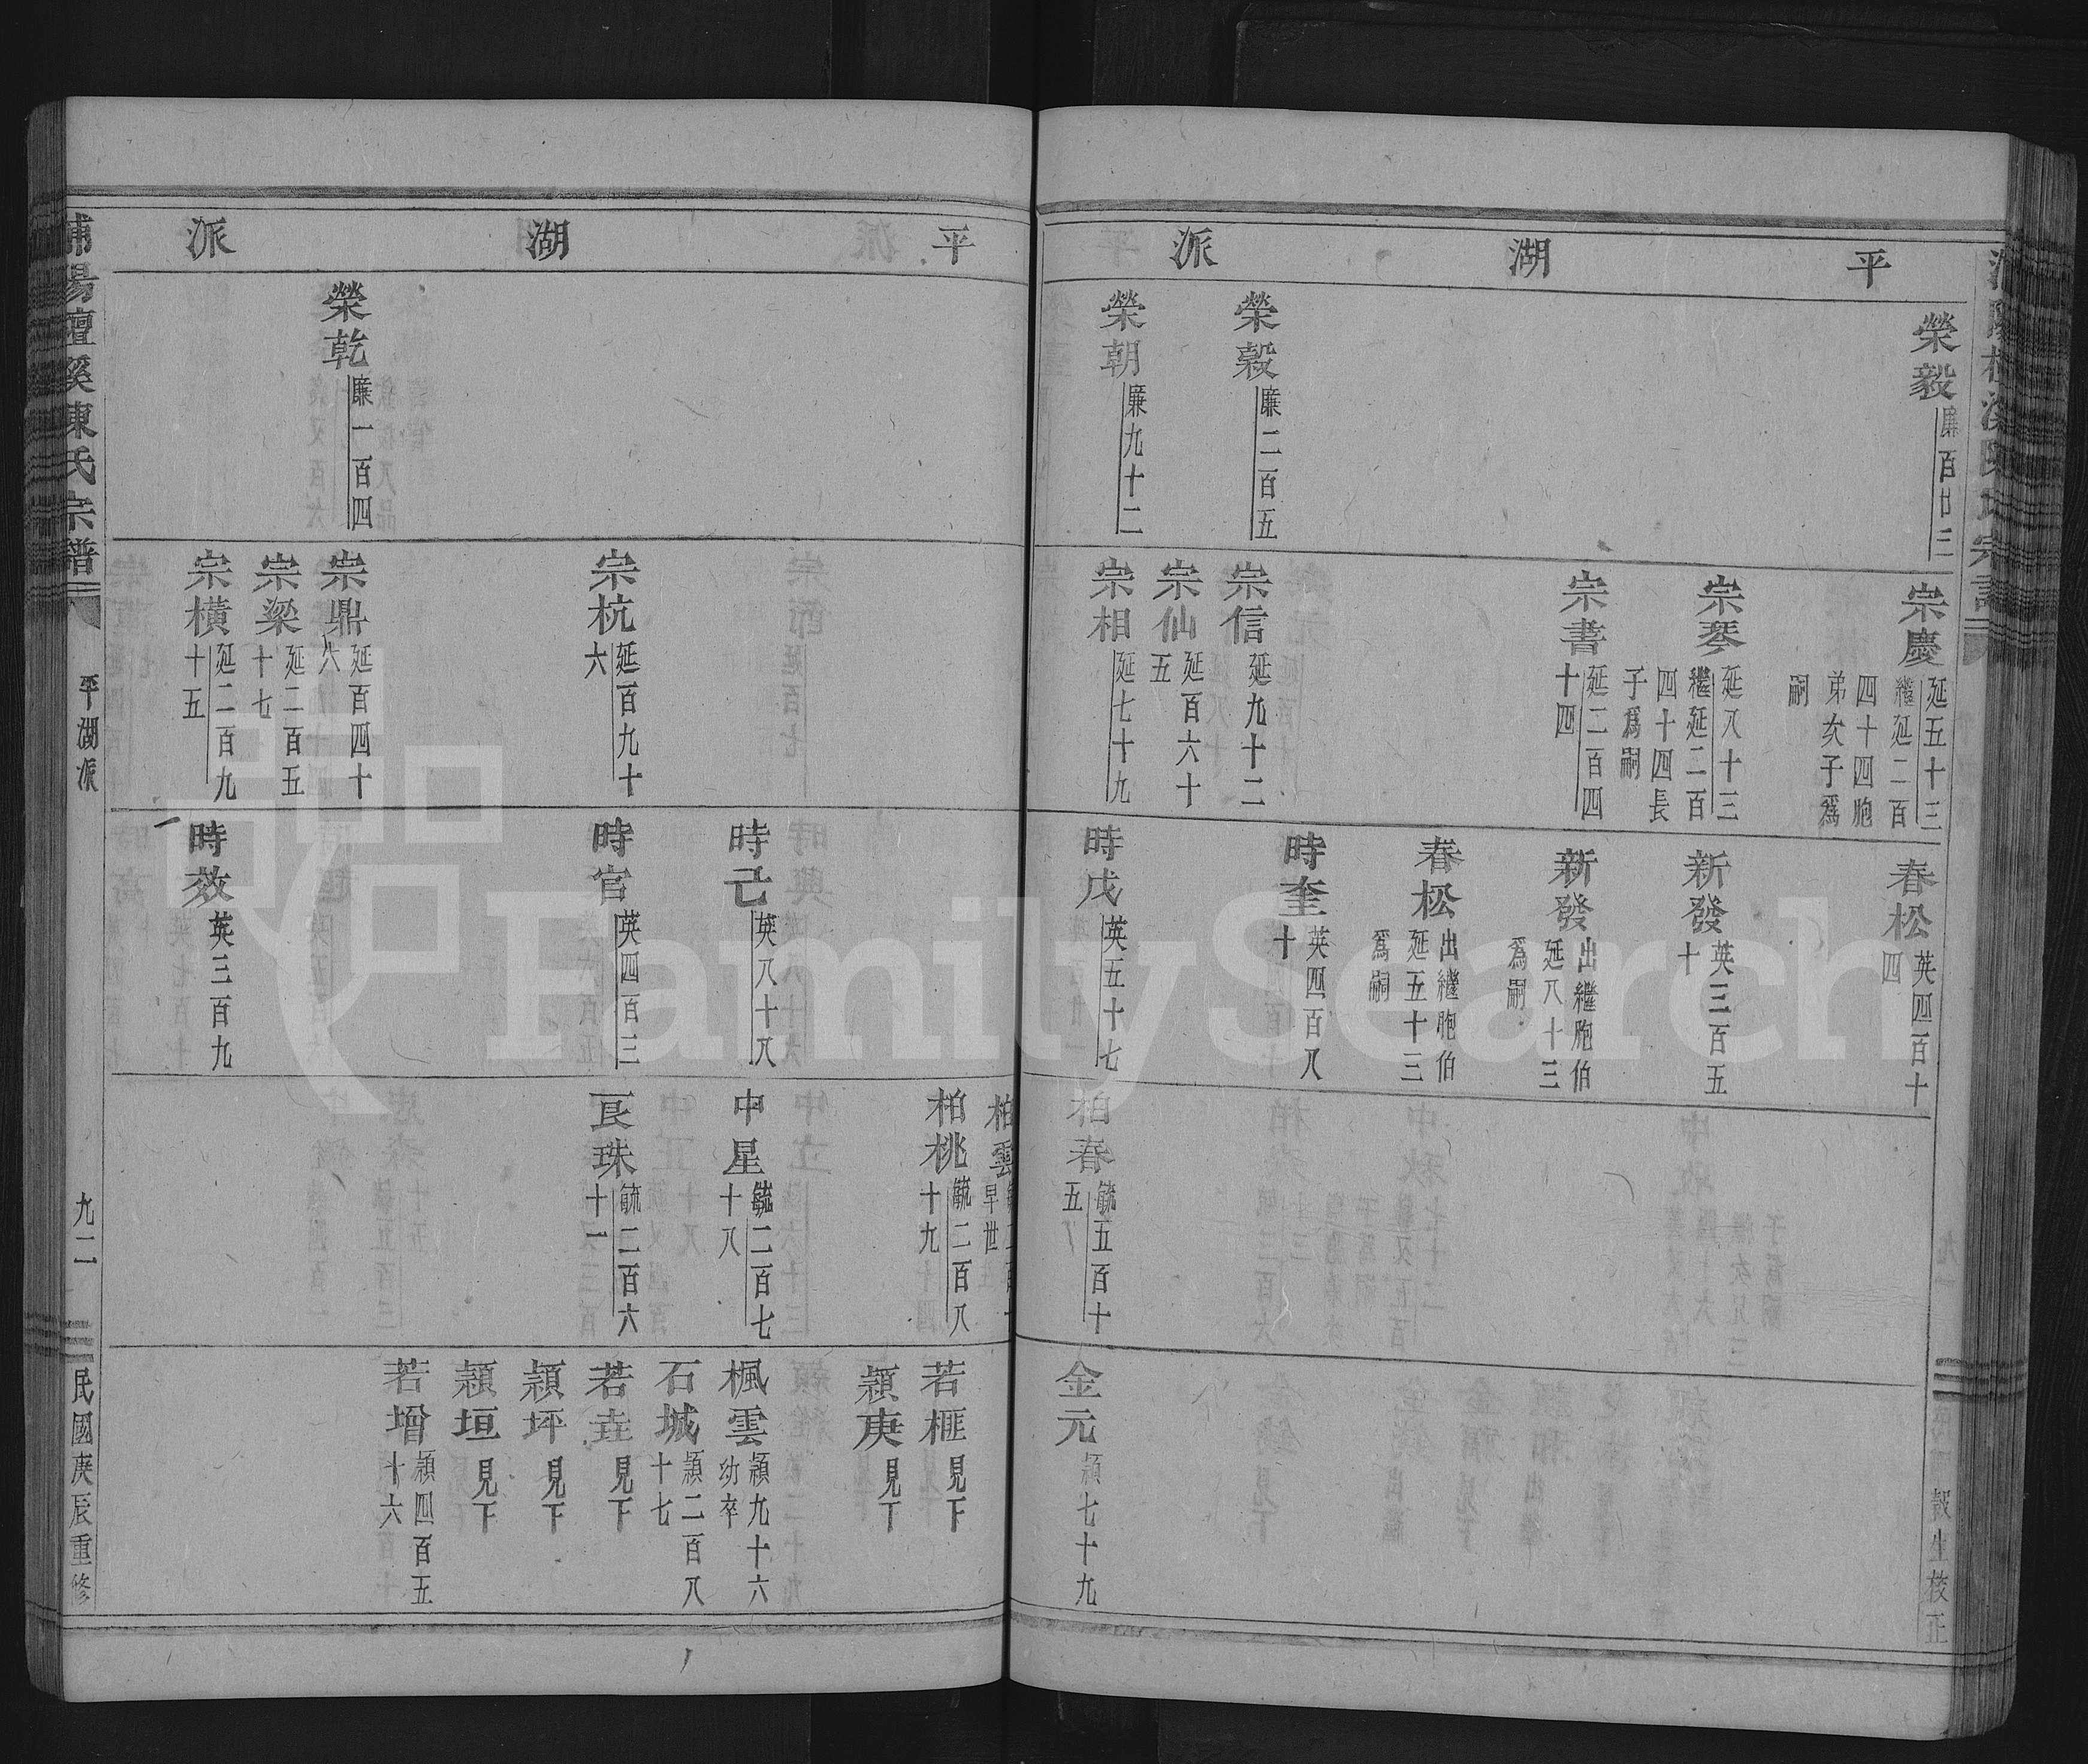 平湖派
榮毅 廉百廿三
榮穀 廉二百五
榮朝 廉九十二
宗慶 延五十三
繼延二百
四十四胞
弟次子爲
嗣
宗琴 延八十三
繼延二百
四十四長
子爲嗣
宗書 延二百四
十四
宗信 延九十二
宗仙 延百六十
五
宗相 延七十九
春松 英四百十
四
新發 英三百五
十
新發 出繼胞伯
延八十三
爲嗣
春松 出繼胞伯
延五十三
爲嗣
時奎 英四百八
十
時戊 英五十七
柏春 毓五百十
五
金元 穎七十九
穀生校正
平湖派
榮乾 廉一百四
宗杭 延百九十
六
宗鼎 延百四十
八
宗梁 延二百五
十七
宗橫 延二百九
十五
時己 英八十八
時官 英四百三
時效 英三百九
柏雲
早世
柏桃 毓二百八
十九
中星 毓二百七
十八
良珠 毓二百六
十一
若榧 見下
穎庚 見下
楓雲 穎九十六
幼卒
石城 穎二百八
十七
若垚 見下
穎坪 見下
穎垣 見下
若增 穎四百五
十六
浦陽檀溪陳氏宗譜
平湖派
九二
民國庚辰重修
FamilySearch